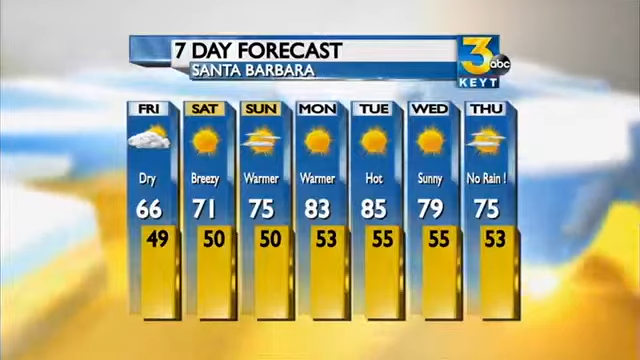 7 DAY FORECAST
SANTA BARBARA
3 abc
KEYT
FRI SAT SUN MON TUE WED THU
Dry Breezy Warmer Warmer Hot Sunny No Rain !
66 71 75 83 85 79 75
49 50 50 53 55 55 53